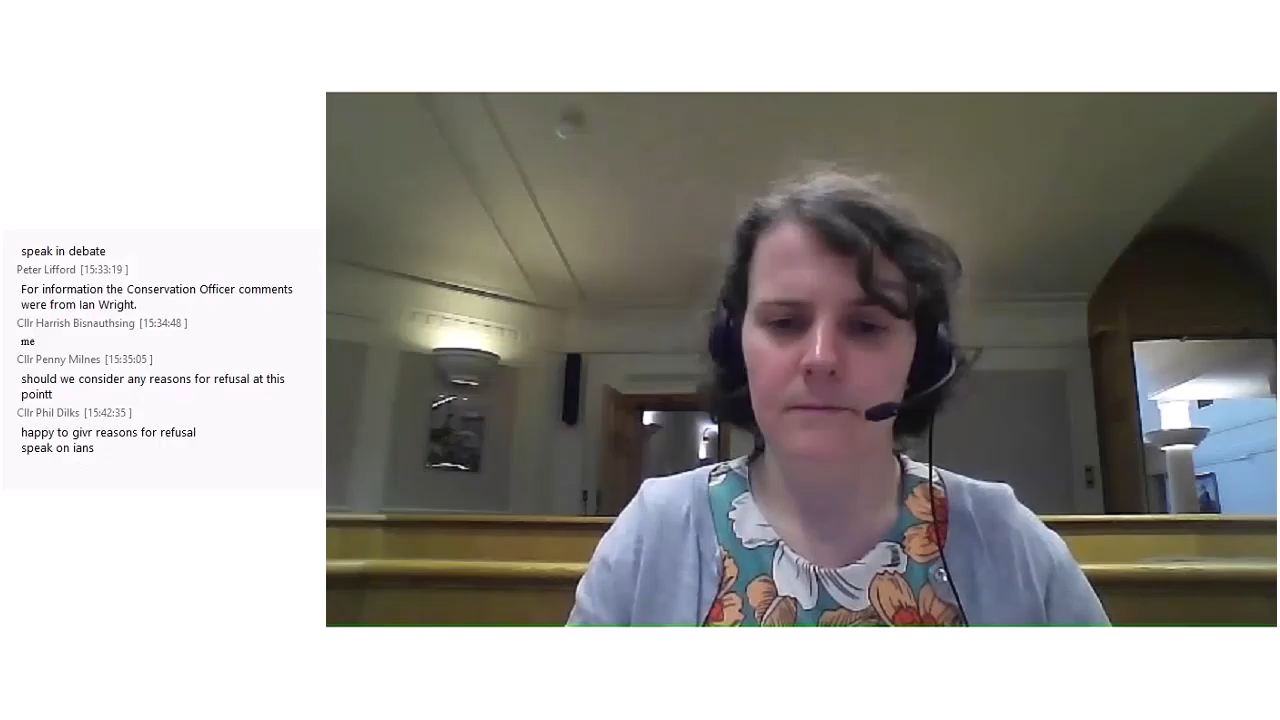 speak in debate
Peter Lifford [15:33:19 ]
For information the Conservation Officer comments
were from Ian Wright.
Cllr Harrish Bisnauthsing [15:34:48 ]
me
Cllr Penny Milnes [15:35:05 ]
should we consider any reasons for refusal at this
pointt
Cllr Phil Dilks [15:42:35 ]
happy to givr reasons for refusal
speak on ians